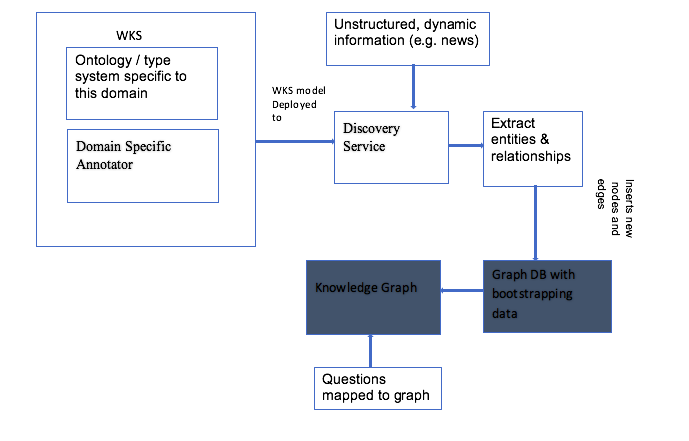 WKS
Ontology / type
system specific to
this domain
Domain Specific
Annotator
WKS model
Deployed
to
Unstructured, dynamic
information (e.g. news)
Discovery
Service
Extract
entities &
relationships
Inserts new
nodes and
edges
Graph DB with
bootstrapping
data
Knowledge Graph
Questions
mapped to graph